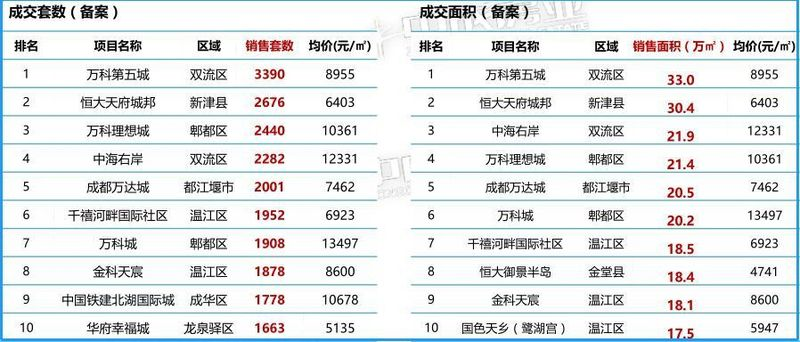 成交套数（备案）
排名 项目名称 区域 销售套数 均价(元/㎡)
1 万科第五城 双流区 3390 8955
2 恒大天府城邦 新津县 2676 6403
3 万科理想城 郫都区 2440 10361
4 中海右岸 双流区 2282 12331
5 成都万达城 都江堰市 2001 7462
6 千禧河畔国际社区 温江区 1952 6923
7 万科城 郫都区 1908 13497
8 金科天宸 温江区 1878 8600
9 中国铁建北湖国际城 成华区 1778 10678
10 华府幸福城 龙泉驿区 1663 5135
成交面积（备案）
排名 项目名称 区域 销售面积（万㎡） 均价(元/㎡)
1 万科第五城 双流区 33.0 8955
2 恒大天府城邦 新津县 30.4 6403
3 中海右岸 双流区 21.9 12331
4 万科理想城 郫都区 21.4 10361
5 成都万达城 都江堰市 20.5 7462
6 万科城 郫都区 20.2 13497
7 千禧河畔国际社区 温江区 18.5 6923
8 恒大御景半岛 金堂县 18.4 4741
9 金科天宸 温江区 18.1 8600
10 国色天乡（鹭湖宫） 温江区 17.5 5947